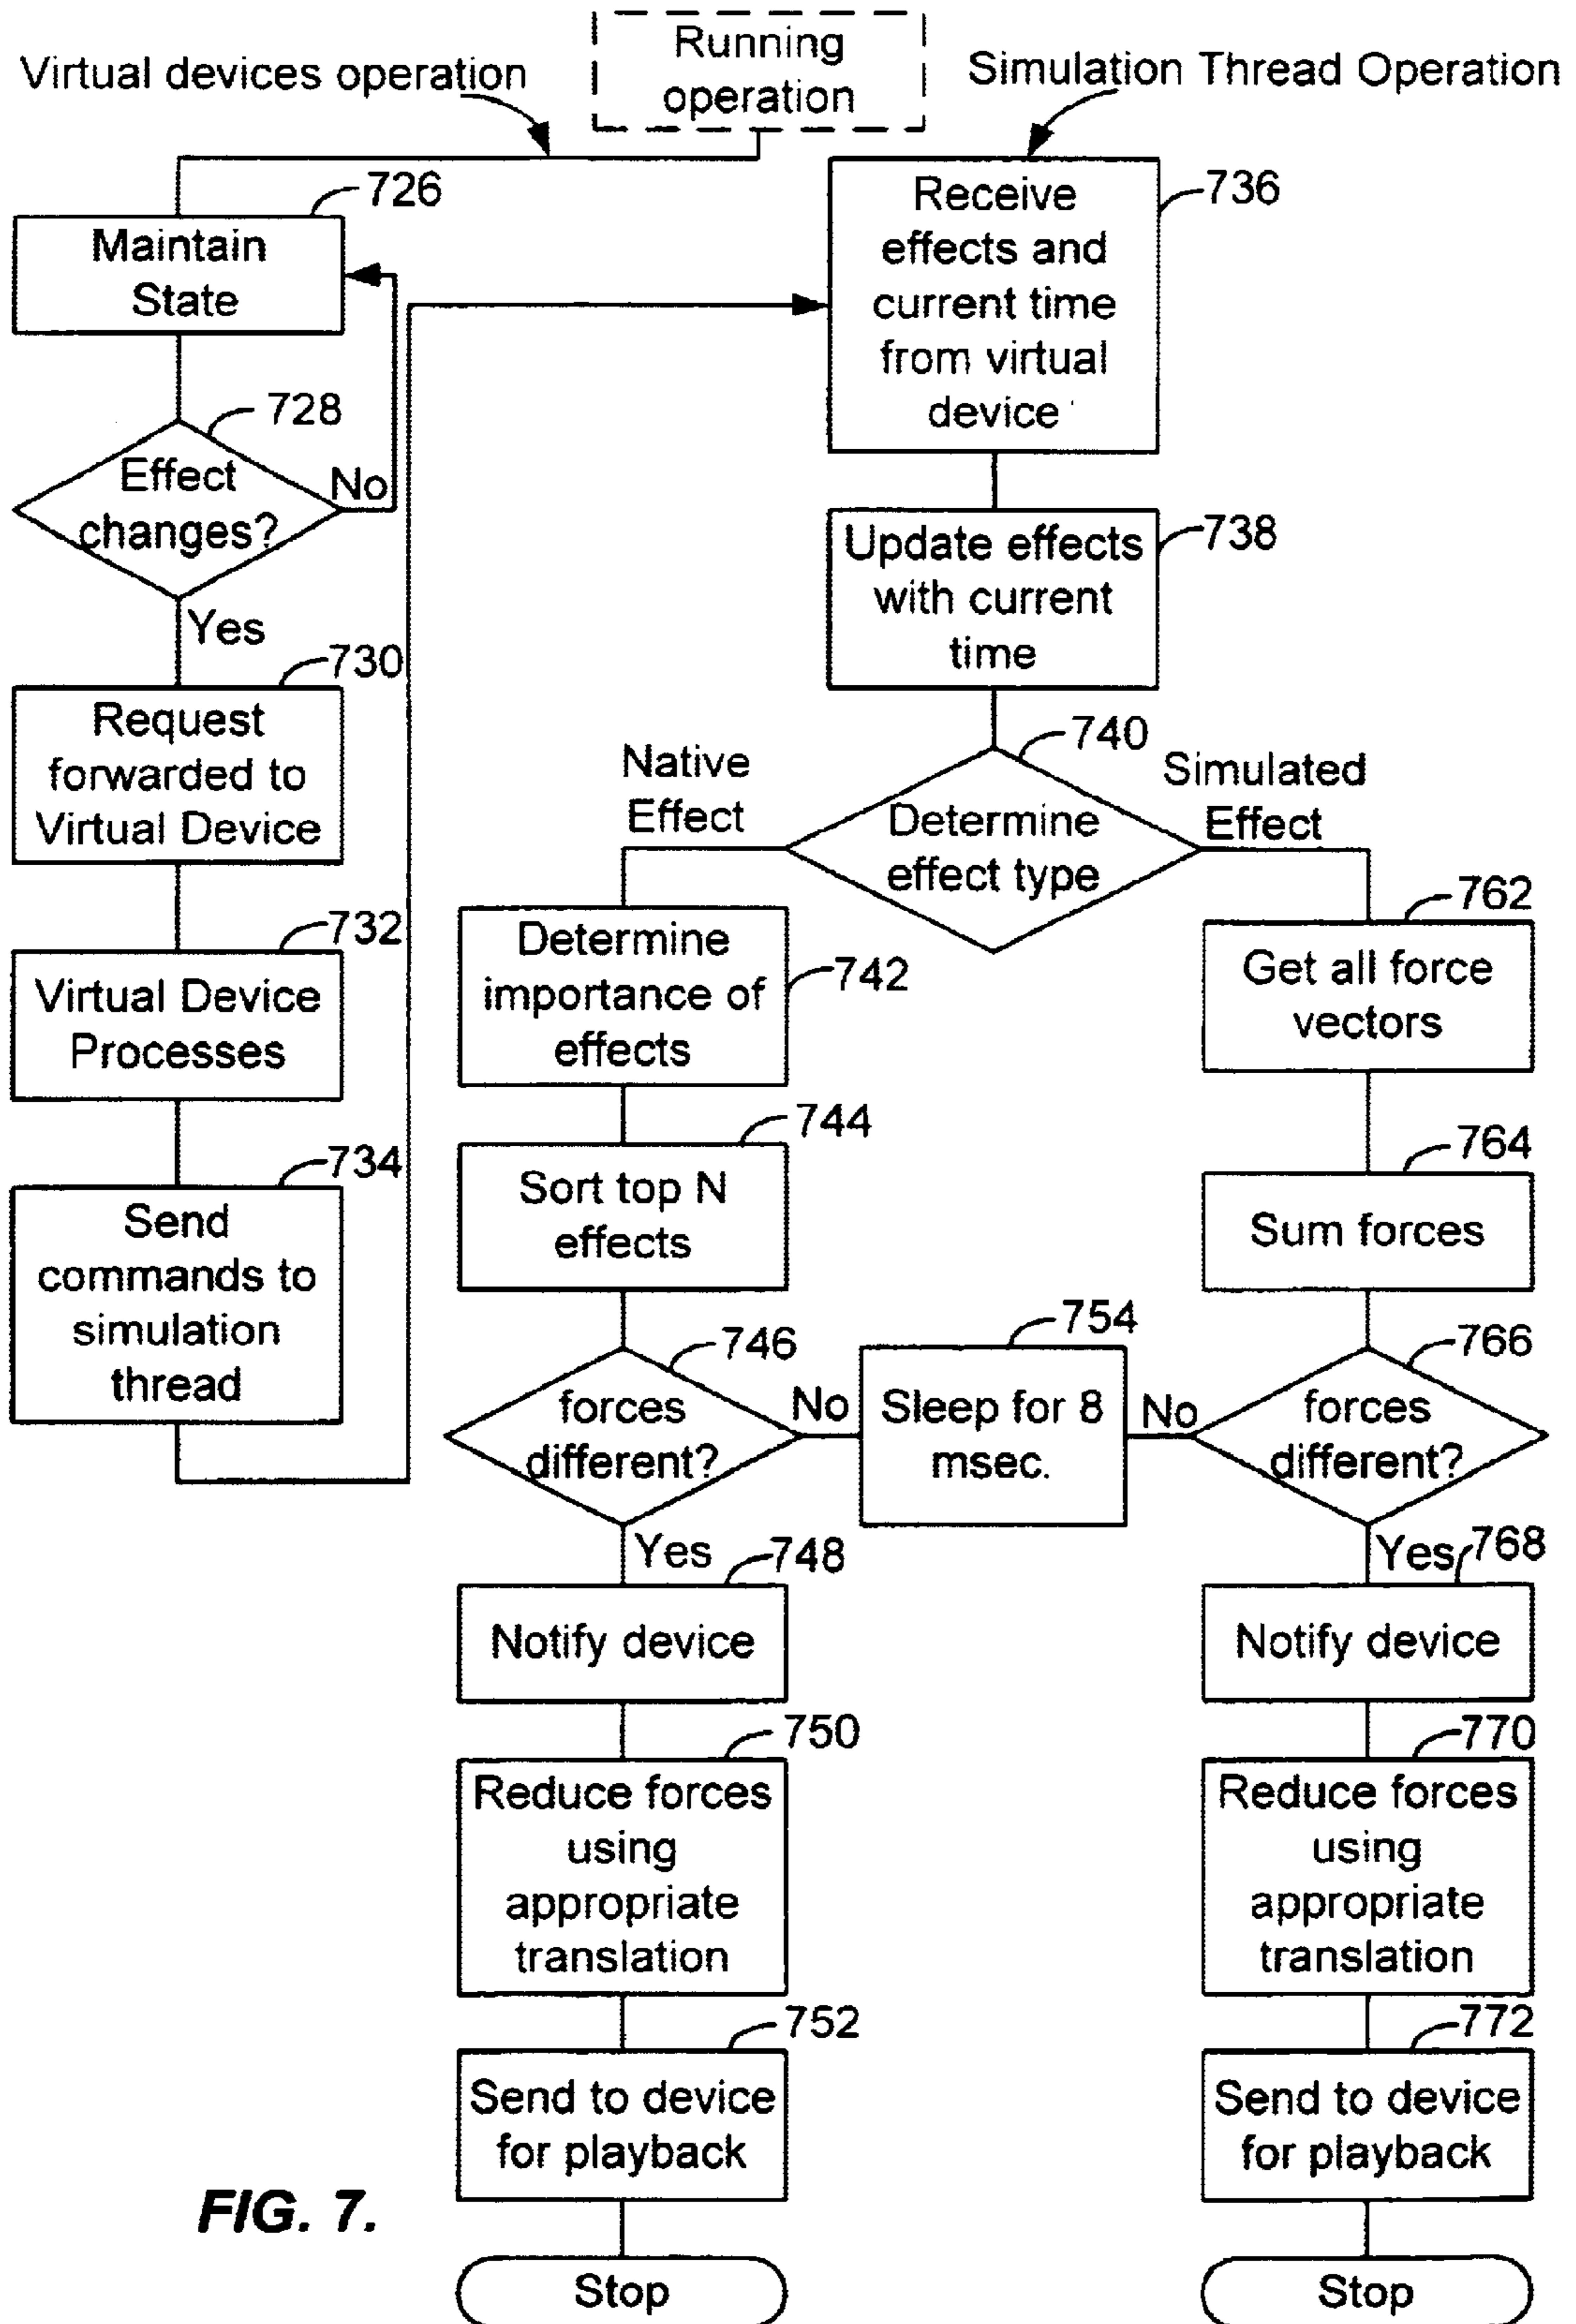 Running
operation
Virtual devices operation
Simulation Thread Operation
726
Maintain
State
728
Effect
changes?
No
Yes
730
Request
forwarded to
Virtual Device
732
Virtual Device
Processes
734
Send
commands to
simulation
thread
736
Receive
effects and
current time
from virtual
device
738
Update effects
with current
time
740
Determine
effect type
Native
Effect
Simulated
Effect
742
Determine
importance of
effects
744
Sort top N
effects
746
forces
different?
No
754
Sleep for 8
msec.
Yes
748
Notify device
750
Reduce forces
using
appropriate
translation
752
Send to device
for playback
Stop
762
Get all force
vectors
764
Sum forces
766
forces
different?
No
Yes
768
Notify device
770
Reduce forces
using
appropriate
translation
772
Send to device
for playback
Stop
FIG. 7.